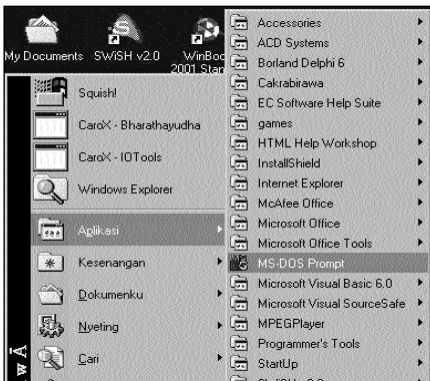 My Documents
SWiSH v2.0
WinBoo
2001 Stan
Squish!
CaroX - Bharathayudha
CaroX - IOTools
Windows Explorer
Aplikasi
Kesenangan
Dokumenku
Nyeting
Cari
Accessories
ACD Systems
Borland Delphi 6
Cakrabirawa
EC Software Help Suite
games
HTML Help Workshop
InstallShield
Internet Explorer
McAfee Office
Microsoft Office
Microsoft Office Tools
MS-DOS Prompt
Microsoft Visual Basic 6.0
Microsoft Visual SourceSafe
MPEGPlayer
Programmer's Tools
StartUp